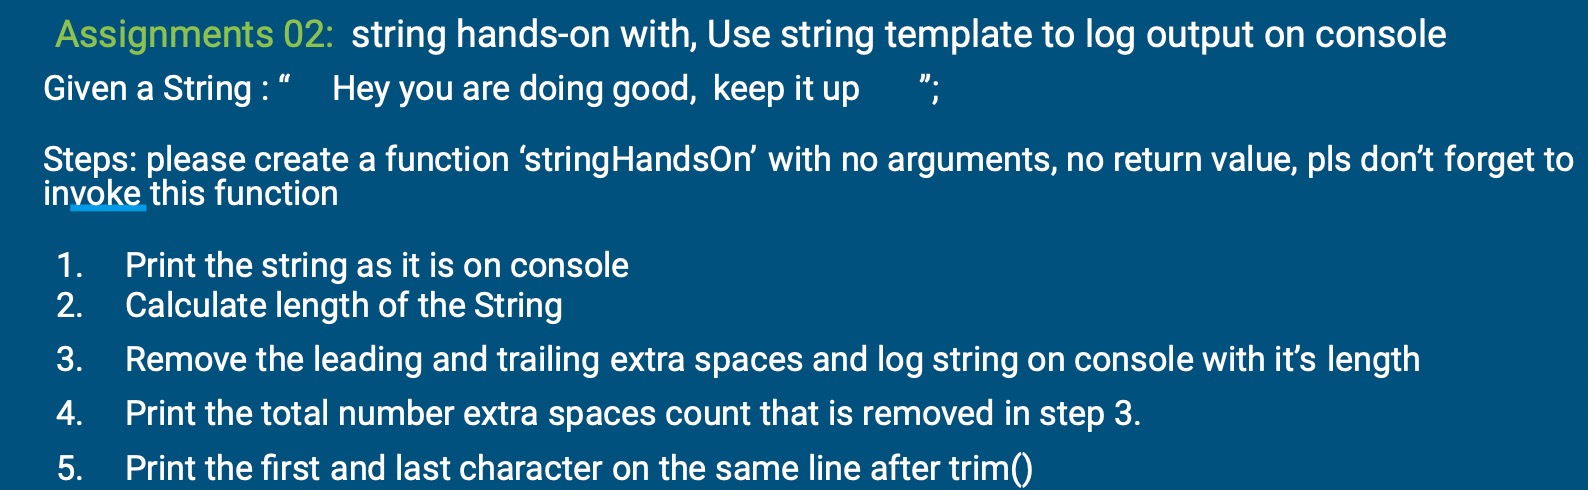 Assignments 02: string hands-on with, Use string template to log output on console
Given a String : “    Hey you are doing good,  keep it up      ”;
Steps: please create a function ‘stringHandsOn’ with no arguments, no return value, pls don’t forget to
invoke this function
1. Print the string as it is on console
2. Calculate length of the String
3. Remove the leading and trailing extra spaces and log string on console with it’s length
4. Print the total number extra spaces count that is removed in step 3.
5. Print the first and last character on the same line after trim()